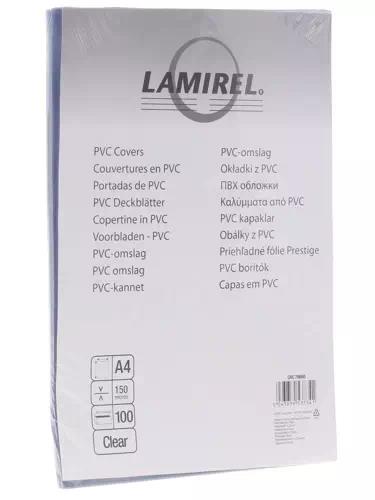 LAMIREL®
PVC Covers
Couvertures en PVC
Portadas de PVC
PVC Deckblätter
Copertine in PVC
Voorbladen - PVC
PVC-omslag
PVC omslag
PVC-kannet
PVC-omslag
Okładki z PVC
ПВХ обложки
Καλύμματα από PVC
PVC kapaklar
Obálky z PVC
Priehľadné fólie Prestige
PVC borítók
Capas em PVC
A4
150
100
Clear